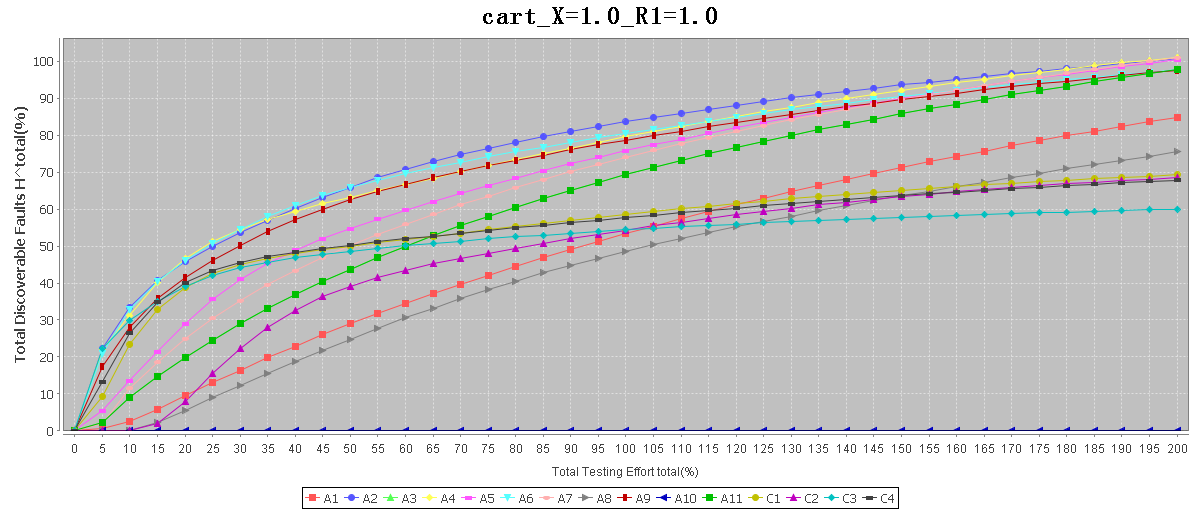 cart_X=1.0_R1=1.0
Total Discoverable Faults H^total(%)
100
90
80
70
60
50
40
30
20
10
0
0 5 10 15 20 25 30 35 40 45 50 55 60 65 70 75 80 85 90 95 100 105 110 115 120 125 130 135 140 145 150 155 160 165 170 175 180 185 190 195 200
Total Testing Effort total(%)
A1 A2 A3 A4 A5 A6 A7 A8 A9 A10 A11 C1 C2 C3 C4